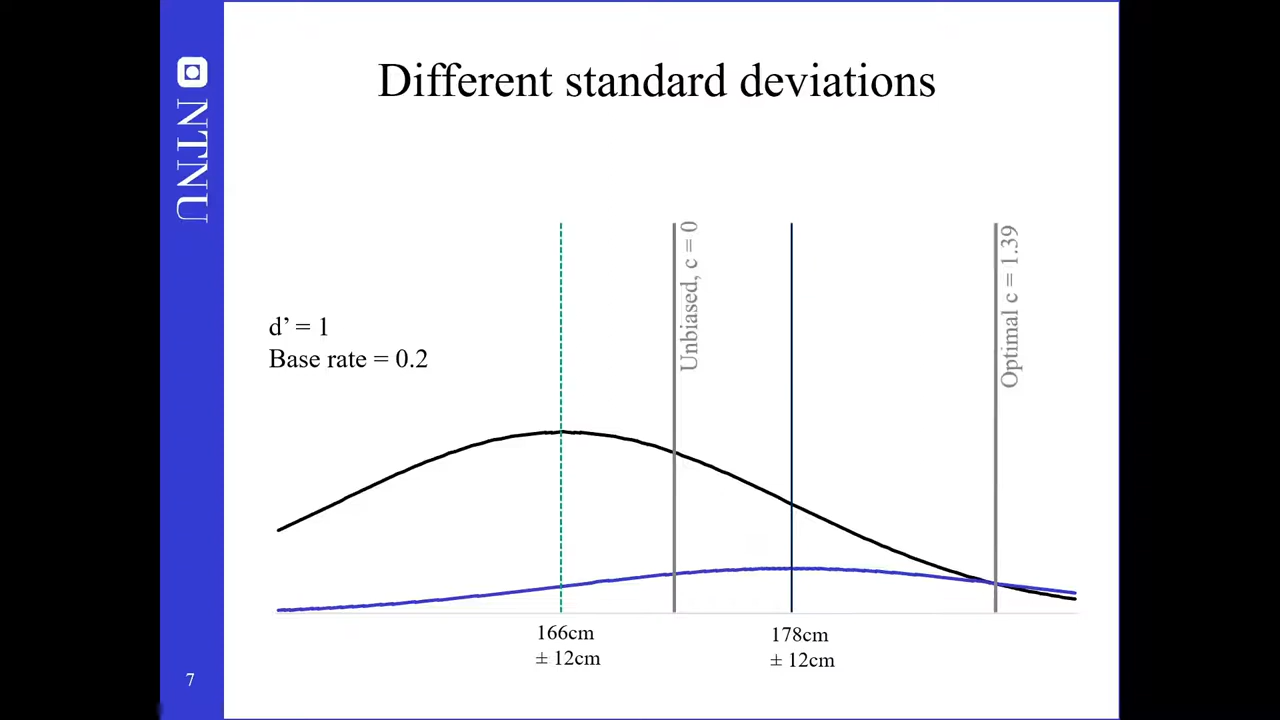 Different standard deviations
NTNU
Unbiased, c = 0
Optimal c = 1.39
d’ = 1
Base rate = 0.2
166cm
± 12cm
178cm
± 12cm
7